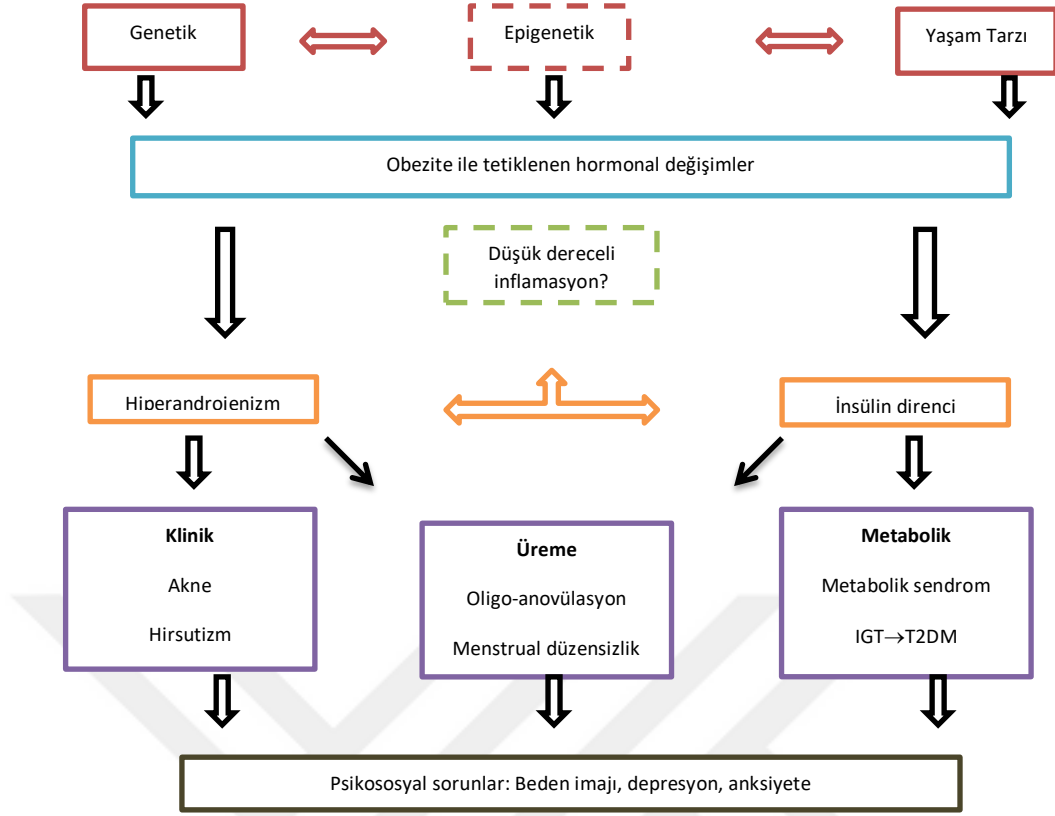 Genetik
Epigenetik
Yaşam Tarzı
Obezite ile tetiklenen hormonal değişimler
Düşük dereceli
inflamasyon?
Hiperandrojenizm
İnsülin direnci
Klinik
Akne
Hirsutizm
Üreme
Oligo-anovülasyon
Menstrual düzensizlik
Metabolik
Metabolik sendrom
IGT→T2DM
Psikososyal sorunlar: Beden imajı, depresyon, anksiyete